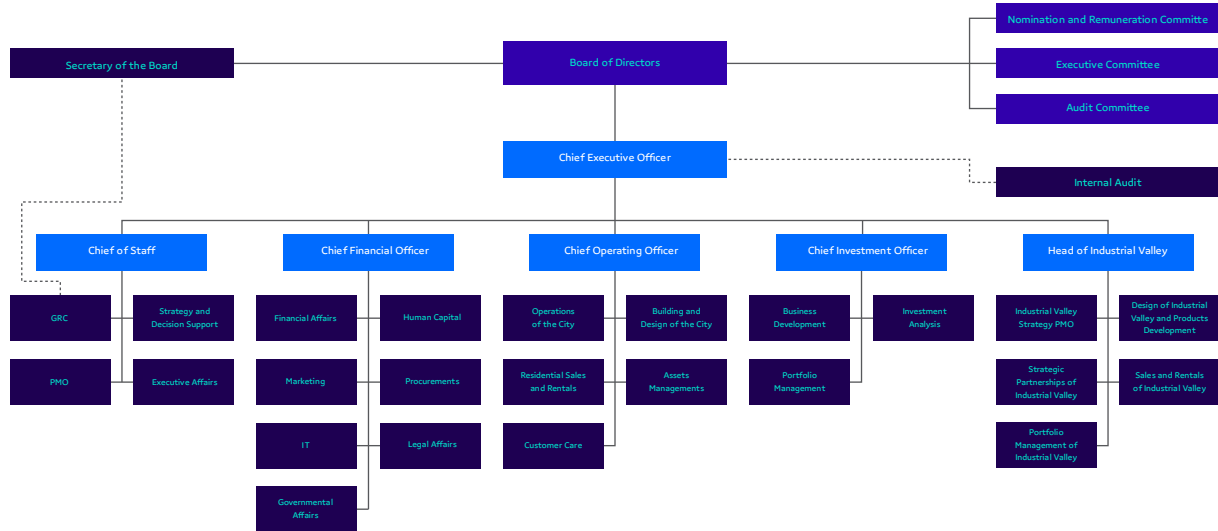 Nomination and Remuneration Committe
Secretary of the Board
Board of Directors
Executive Committee
Audit Committee
Chief Executive Officer
Internal Audit
Chief of Staff
Chief Financial Officer
Chief Operating Officer
Chief Investment Officer
Head of Industrial Valley
GRC
Strategy and
Decision Support
PMO
Executive Affairs
Financial Affairs
Human Capital
Marketing
Procurements
IT
Legal Affairs
Governmental
Affairs
Operations
of the City
Building and
Design of the City
Residential Sales
and Rentals
Assets
Managements
Customer Care
Business
Development
Investment
Analysis
Portfolio
Management
Industrial Valley
Strategy PMO
Design of Industrial
Valley and Products
Development
Strategic
Partnerships of
Industrial Valley
Sales and Rentals
of Industrial Valley
Portfolio
Management of
Industrial Valley